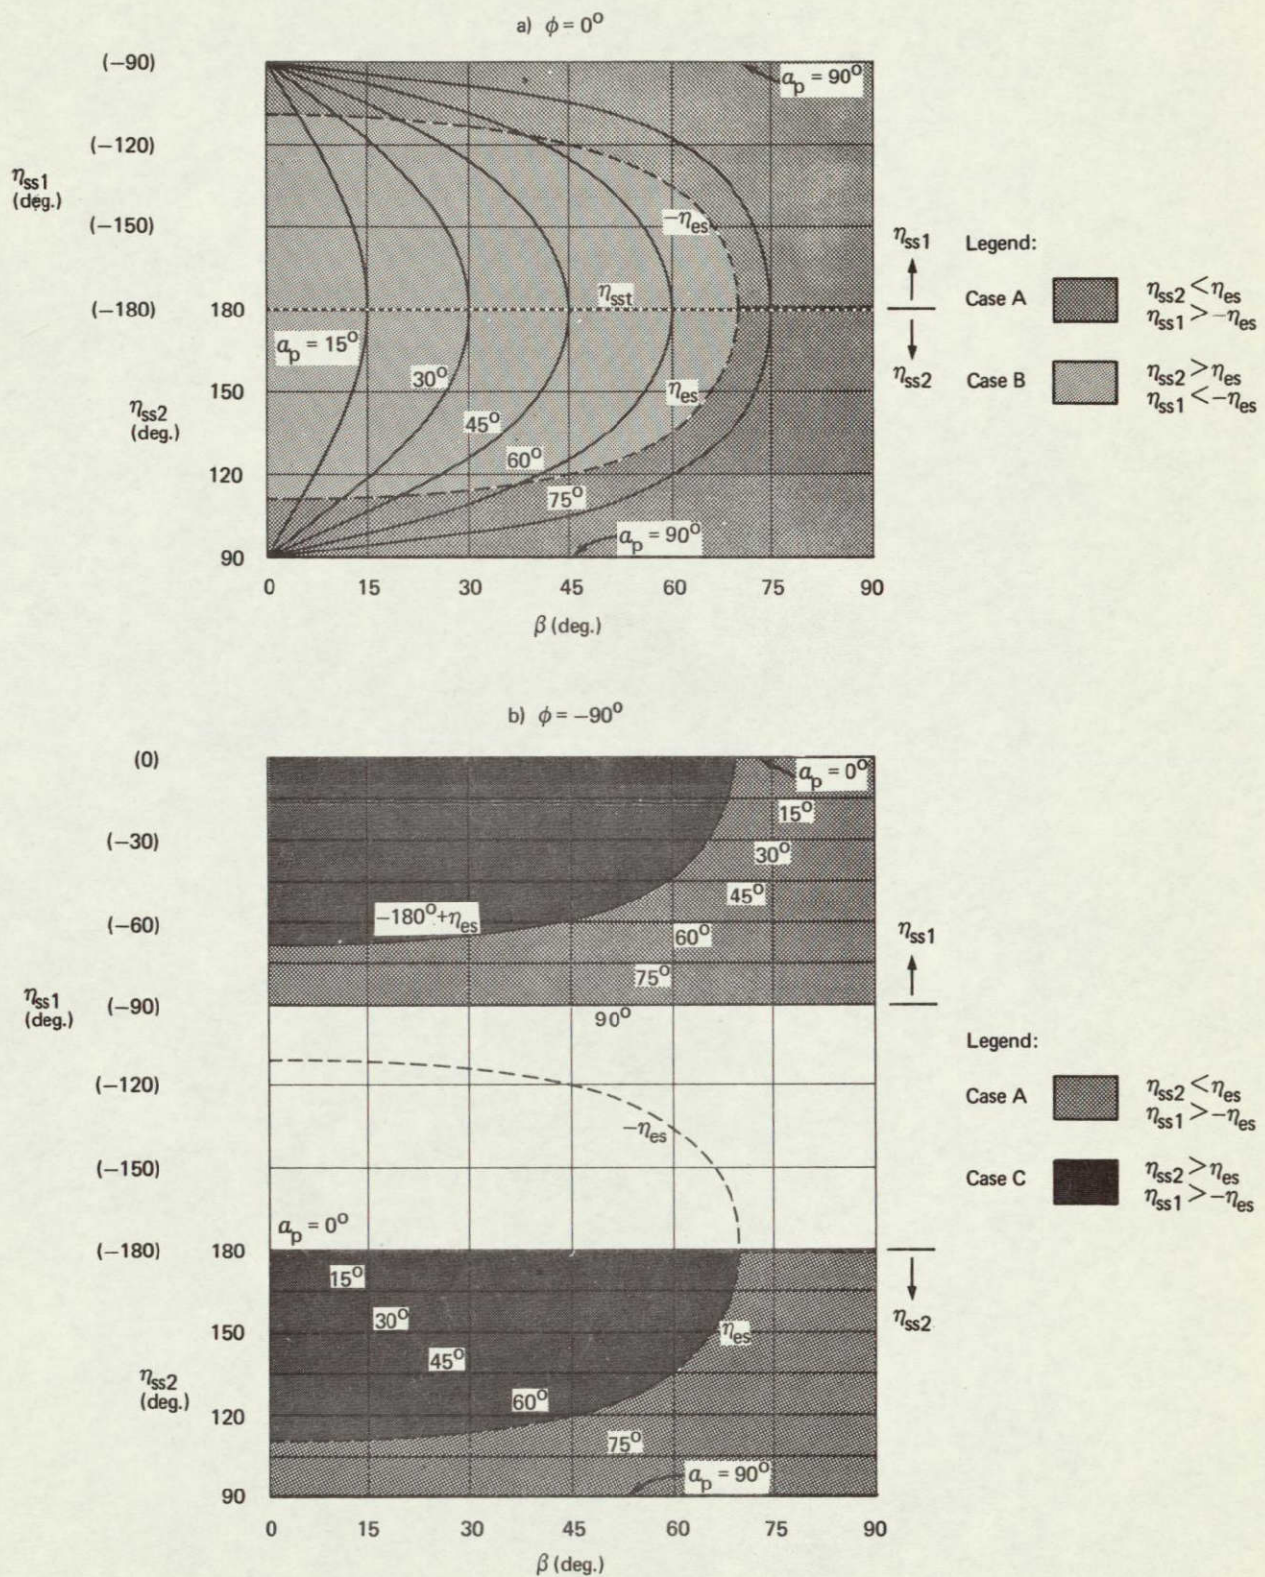 a) ϕ = 0°
(−90)
(−120)
(−150)
(−180) 180
150
120
90
η_ss1
(deg.)
η_ss2
(deg.)
a_p = 90°
−η_es
η_sst
a_p = 15°
30°
45°
60°
75°
η_es
a_p = 90°
0 15 30 45 60 75 90
β (deg.)
η_ss1
η_ss2
Legend:
Case A η_ss2 < η_es
η_ss1 > −η_es
Case B η_ss2 > η_es
η_ss1 < −η_es
b) ϕ = −90°
(0)
(−30)
(−60)
(−90)
(−120)
(−150)
(−180) 180
150
120
90
η_ss1
(deg.)
η_ss2
(deg.)
a_p = 0°
15°
30°
45°
−180° + η_es
60°
75°
90°
−η_es
a_p = 0°
15°
30°
η_es
45°
60°
75°
a_p = 90°
0 15 30 45 60 75 90
β (deg.)
η_ss1
η_ss2
Legend:
Case A η_ss2 < η_es
η_ss1 > −η_es
Case C η_ss2 > η_es
η_ss1 > −η_es